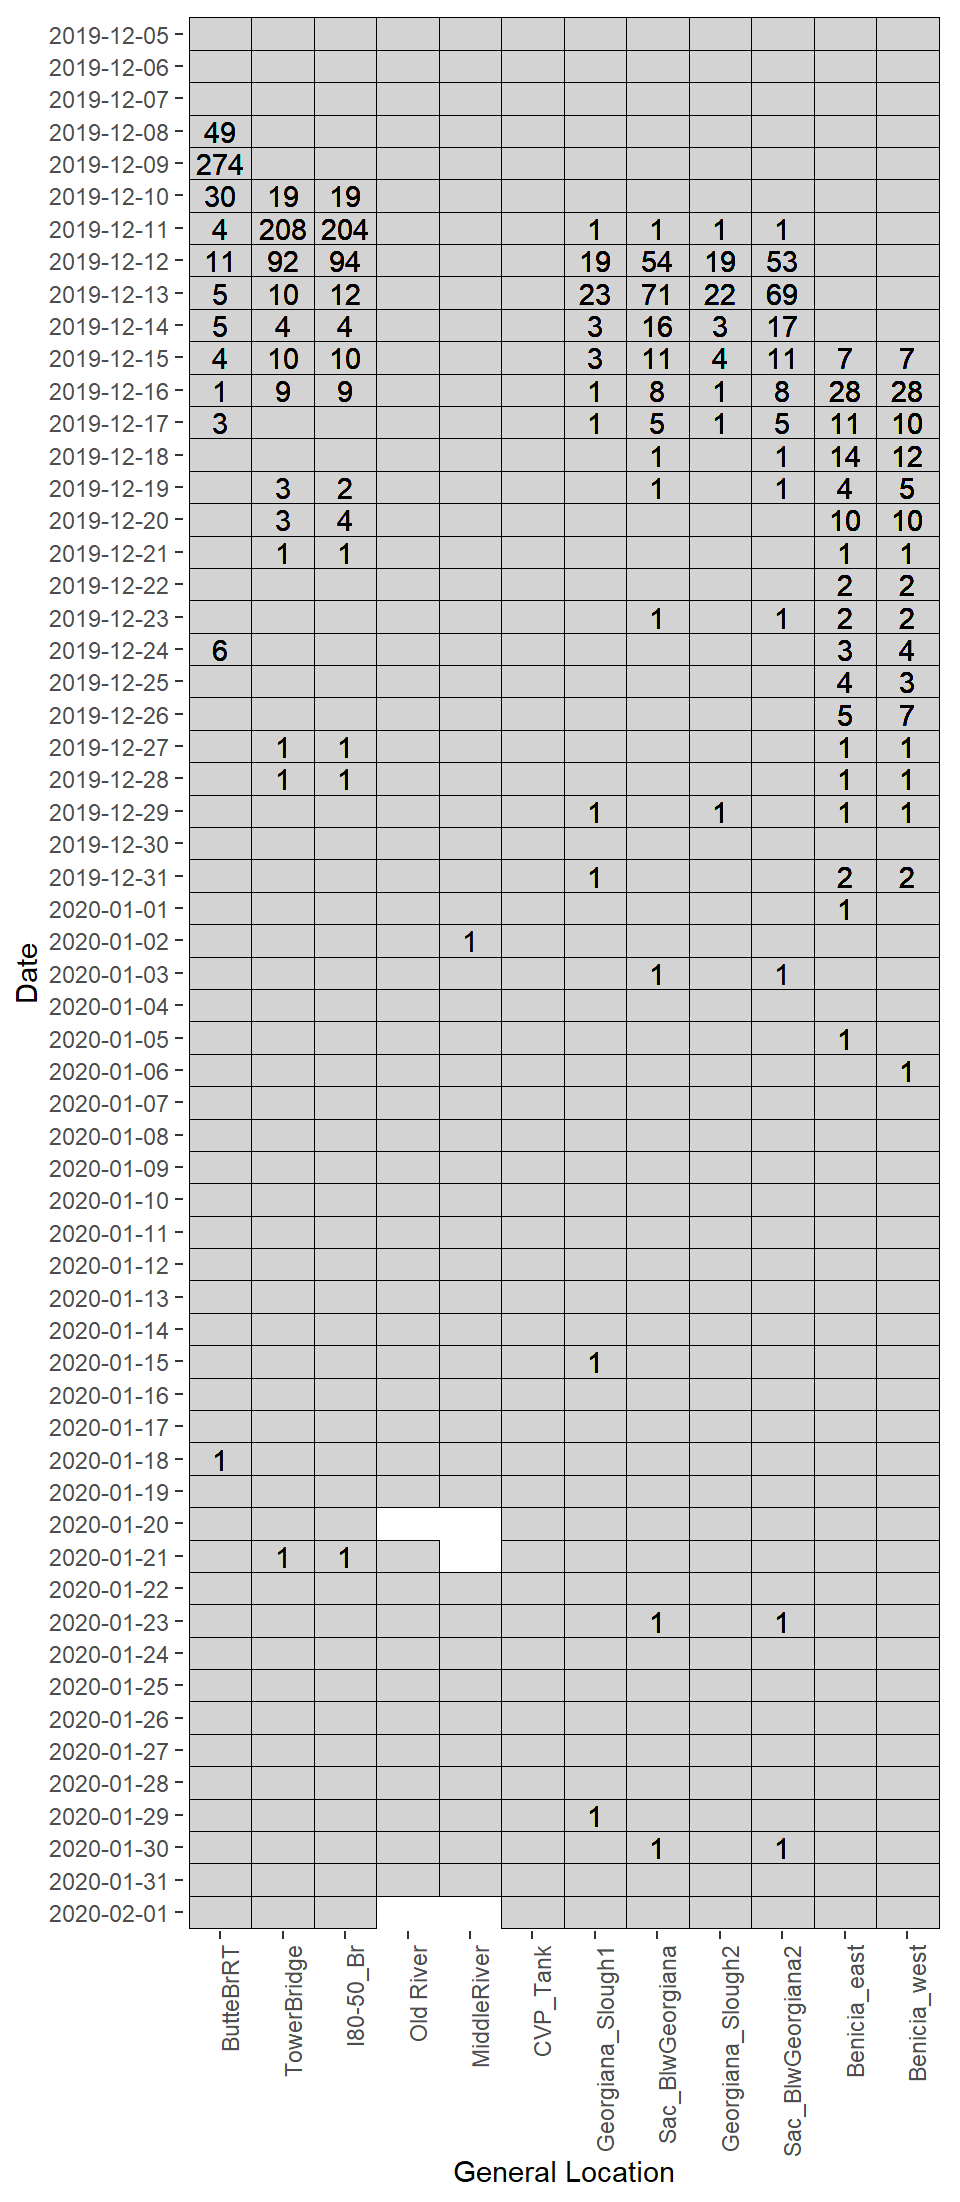 2019-12-05
2019-12-06
2019-12-07
2019-12-08 49
2019-12-09 274
2019-12-10 30 19 19
2019-12-11 4 208 204 1 1 1 1
2019-12-12 11 92 94 19 54 19 53
2019-12-13 5 10 12 23 71 22 69
2019-12-14 5 4 4 3 16 3 17
2019-12-15 4 10 10 3 11 4 11 7 7
2019-12-16 1 9 9 1 8 1 8 28 28
2019-12-17 3 1 5 1 5 11 10
2019-12-18 1 1 14 12
2019-12-19 3 2 1 1 4 5
2019-12-20 3 4 10 10
2019-12-21 1 1 1 1
2019-12-22 2 2
2019-12-23 1 1 2 2
2019-12-24 6 3 4
2019-12-25 4 3
2019-12-26 5 7
2019-12-27 1 1 1 1
2019-12-28 1 1 1 1
2019-12-29 1 1 1 1
2019-12-30
2019-12-31 1 2 2
2020-01-01 1
2020-01-02 1
2020-01-03 1 1
2020-01-04
2020-01-05 1
2020-01-06 1
2020-01-07
2020-01-08
2020-01-09
2020-01-10
2020-01-11
2020-01-12
2020-01-13
2020-01-14
2020-01-15 1
2020-01-16
2020-01-17
2020-01-18 1
2020-01-19
2020-01-20
2020-01-21 1 1
2020-01-22
2020-01-23 1 1
2020-01-24
2020-01-25
2020-01-26
2020-01-27
2020-01-28
2020-01-29 1
2020-01-30 1 1
2020-01-31
2020-02-01
Date
ButteBrRT
TowerBridge
I80-50_Br
Old River
MiddleRiver
CVP_Tank
Georgiana_Slough1
Sac_BlwGeorgiana
Georgiana_Slough2
Sac_BlwGeorgiana2
Benicia_east
Benicia_west
General Location